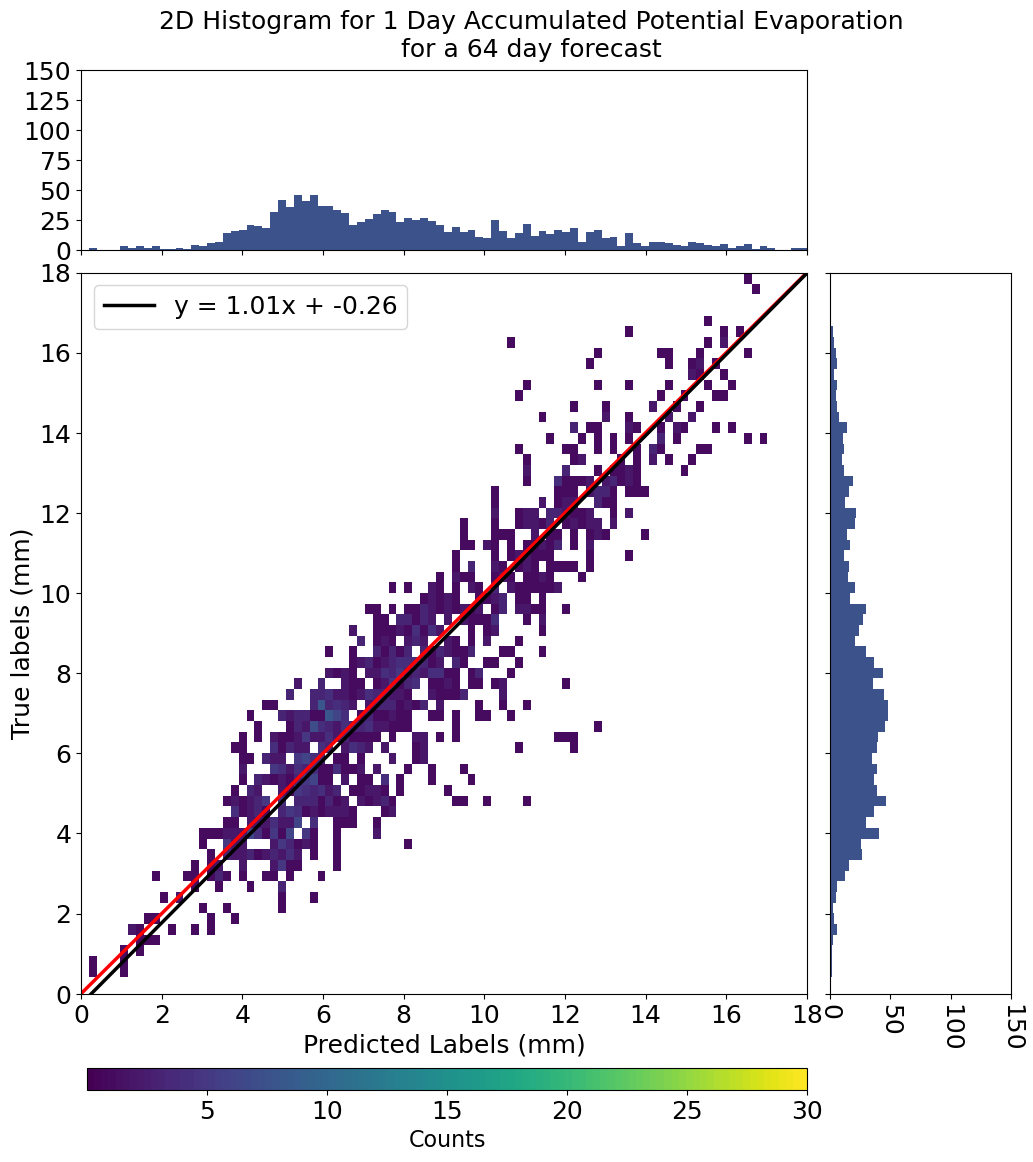 2D Histogram for 1 Day Accumulated Potential Evaporation
for a 64 day forecast
150
125
100
75
50
25
0
18
16
14
12
10
8
6
4
2
0
True labels (mm)
y = 1.01x + -0.26
0 2 4 6 8 10 12 14 16 18
Predicted Labels (mm)
0 50 100 150
5 10 15 20 25 30
Counts